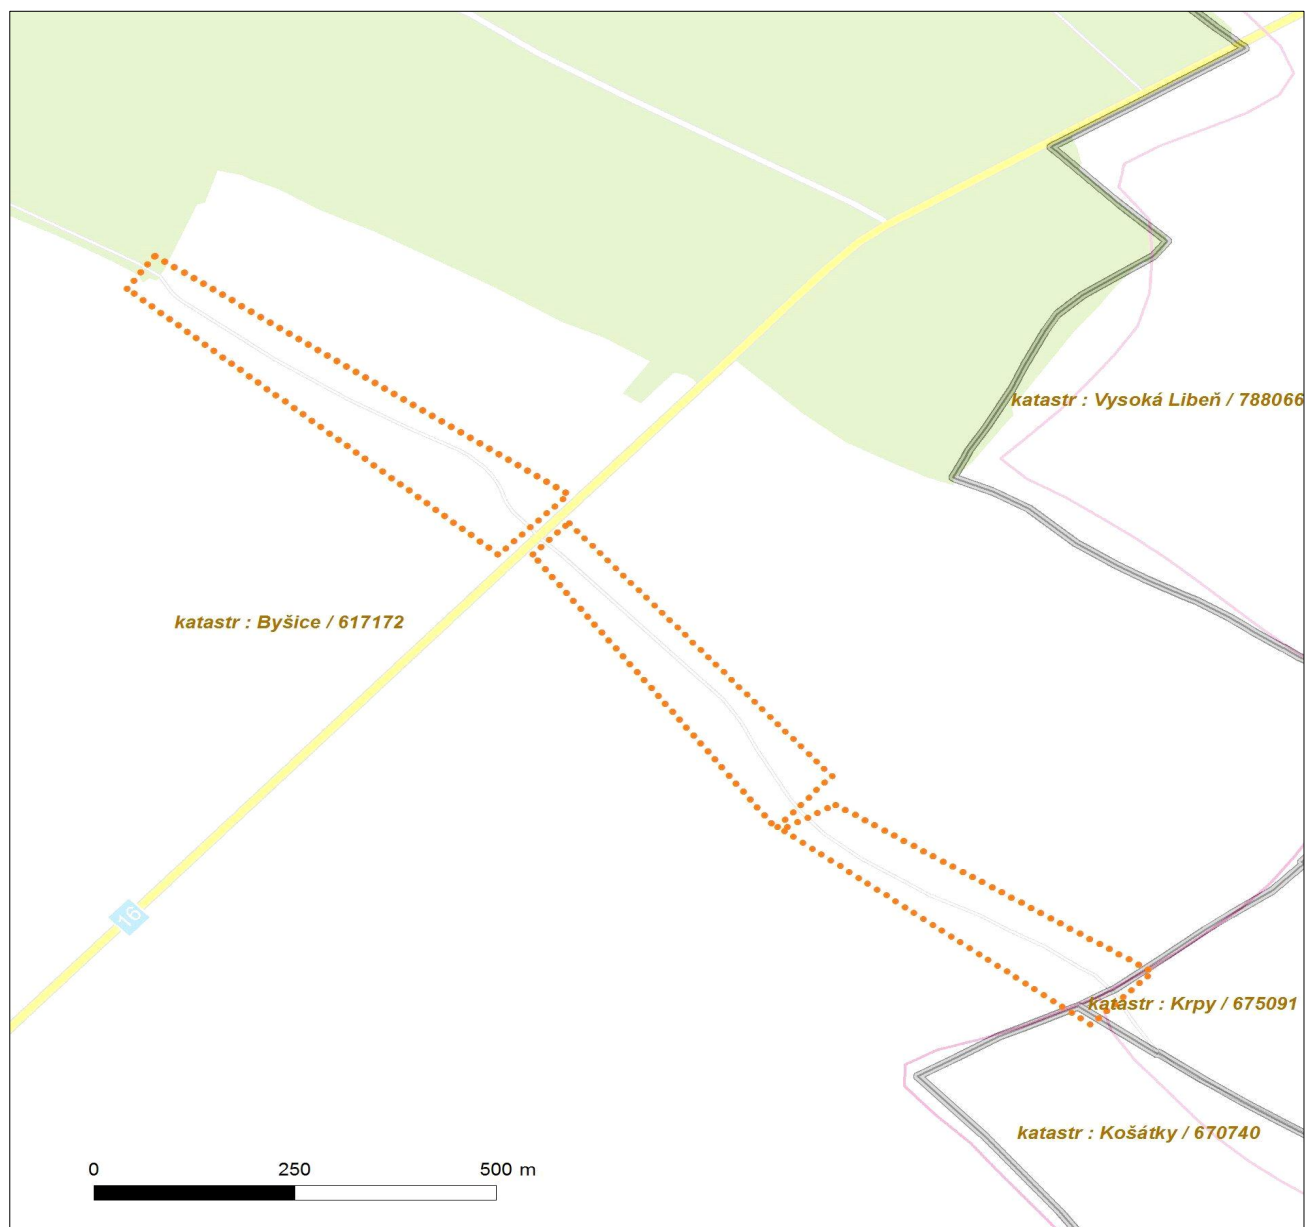 katastr : Vysoká Libeň / 788066
katastr : Byšice / 617172
16
katastr : Krpy / 675091
katastr : Košátky / 670740
0 250 500 m